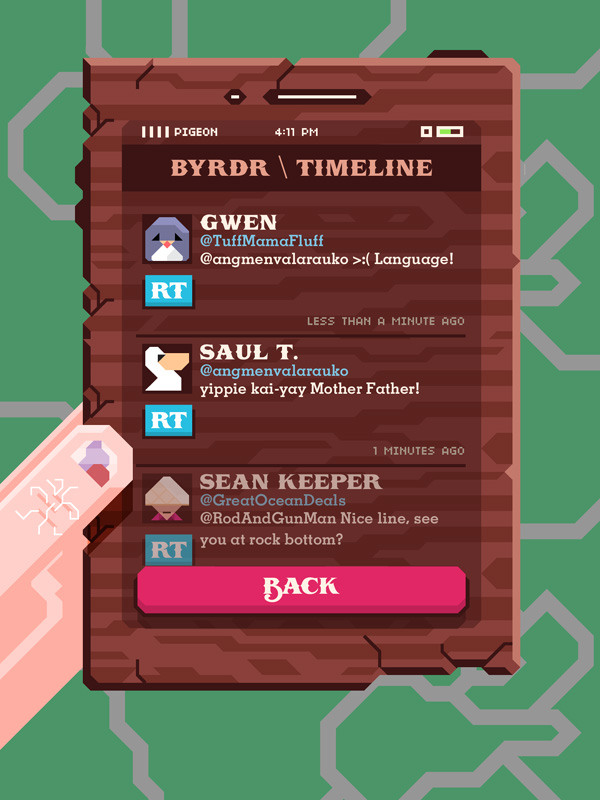 PIGEON 4:11 PM
BYRDR \ TIMELINE
GWEN
@TuffMamaFluff
@angmenvalarauko >:( Language!
RT
LESS THAN A MINUTE AGO
SAUL T.
@angmenvalarauko
yippie kai-yay Mother Father!
RT
1 MINUTES AGO
SEAN KEEPER
@GreatOceanDeals
@RodAndGunMan Nice line, see
you at rock bottom?
RT
BACK